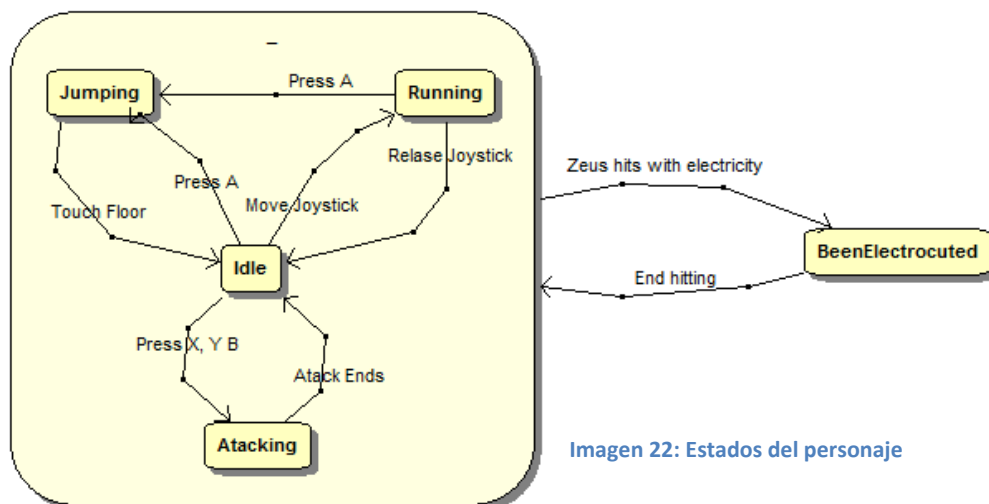 –
Press A
Jumping
Running
Relase Joystick
Zeus hits with electricity
Press A
Move Joystick
Touch Floor
BeenElectrocuted
Idle
End hitting
Press X, Y B
Atack Ends
Atacking
Imagen 22: Estados del personaje